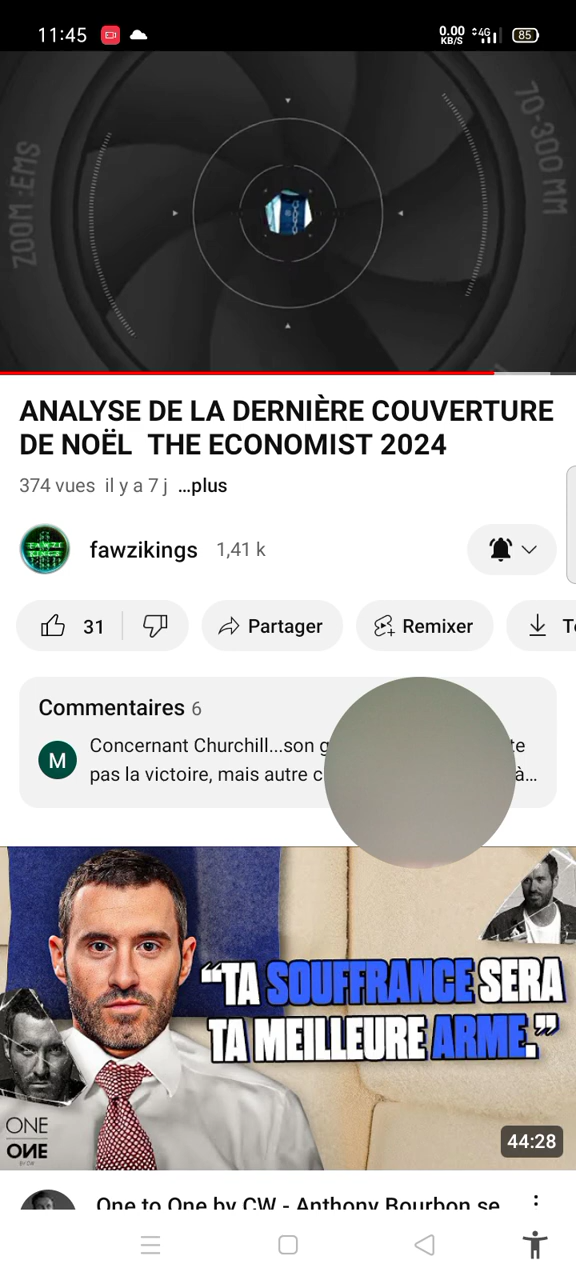 11:45 0.00 KB/S 4G 85
ZOOM:EMS
70-300 MM
ANALYSE DE LA DERNIÈRE COUVERTURE
DE NOËL THE ECONOMIST 2024
374 vues il y a 7 j ...plus
fawzikings 1,41 k
31 Partager Remixer
Commentaires 6
M
Concernant Churchill...son
pas la victoire, mais autre à...
“TA SOUFFRANCE SERA
TA MEILLEURE ARME.”
ONE
ONE
44:28
One to One by CW - Anthony Bourbon se